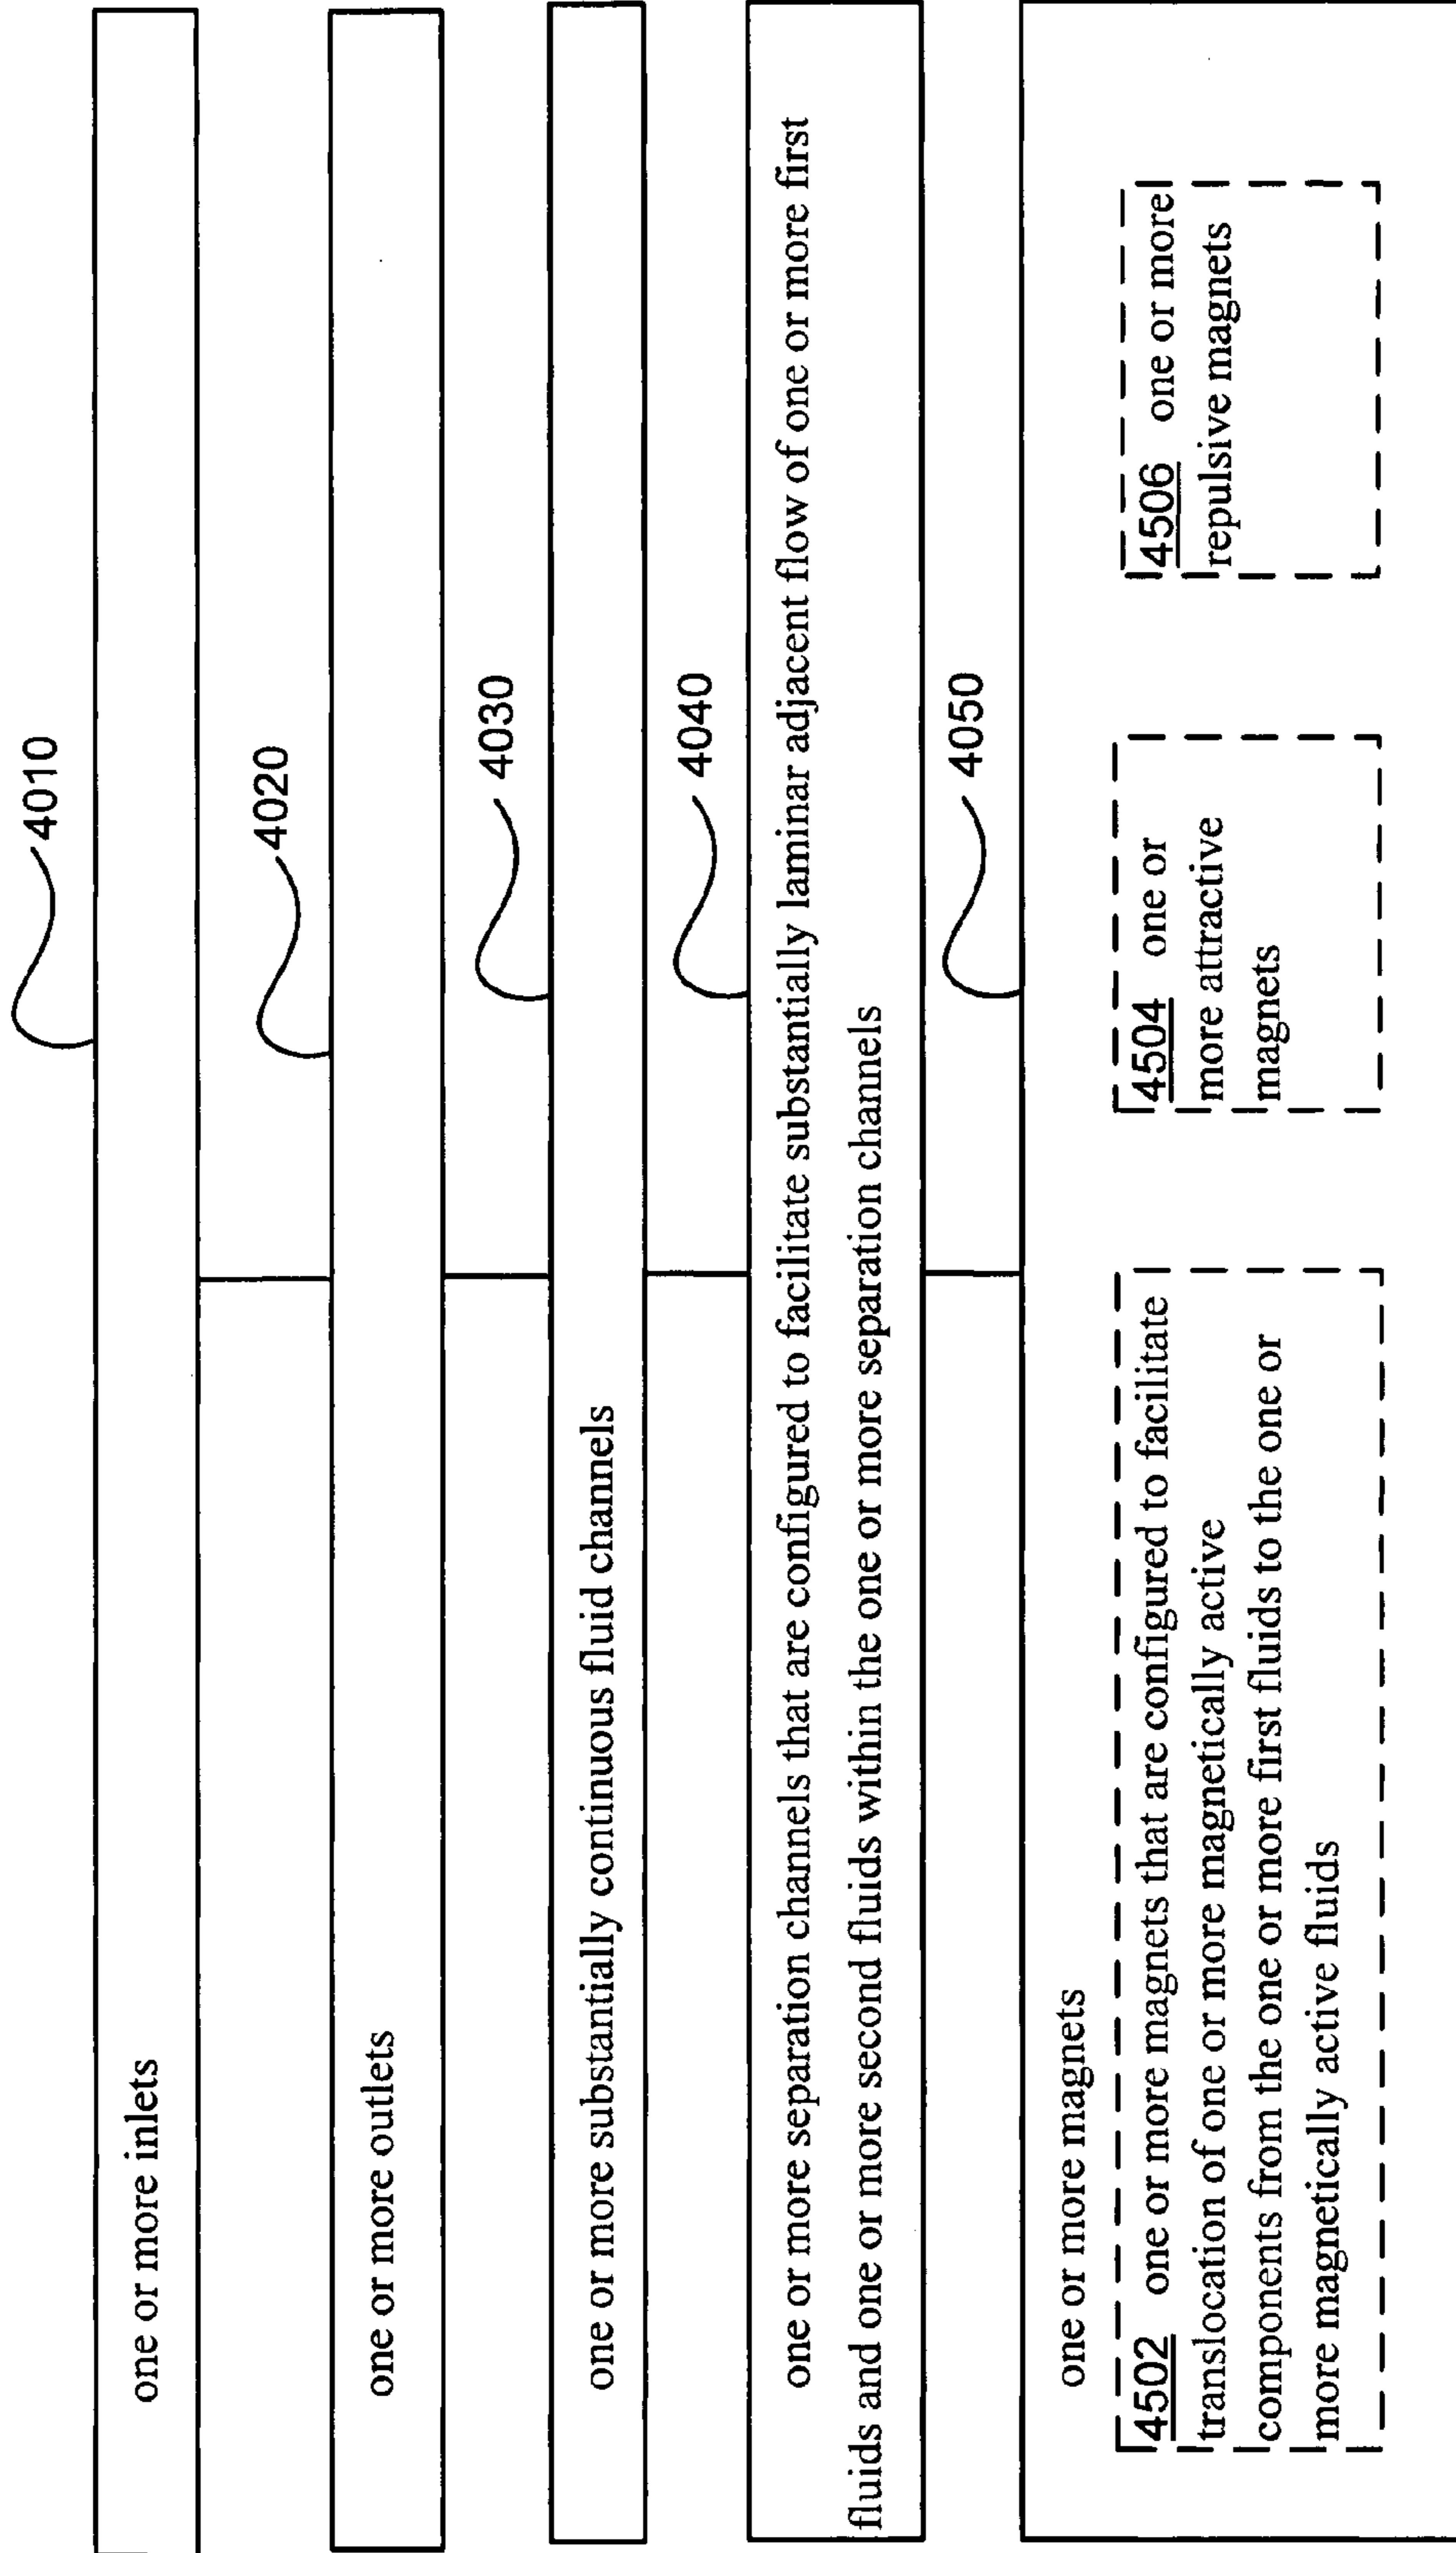 4010
one or more inlets
4020
one or more outlets
4030
one or more substantially continuous fluid channels
4040
one or more separation channels that are configured to facilitate substantially laminar adjacent flow of one or more first
fluids and one or more second fluids within the one or more separation channels
4050
one or more magnets
4502 one or more magnets that are configured to facilitate
translocation of one or more magnetically active
components from the one or more first fluids to the one or
more magnetically active fluids
4504 one or
more attractive
magnets
4506 one or more
repulsive magnets